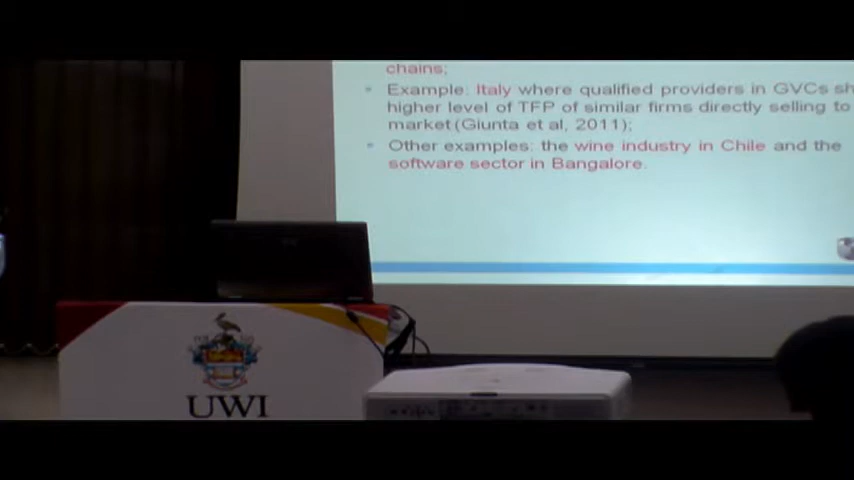 chains;
Example: Italy where qualified providers in GVCs
higher level of TFP of similar firms directly selling to
market (Giunta et al, 2011);
Other examples: the wine industry in Chile and the
software sector in Bangalore.
UWI